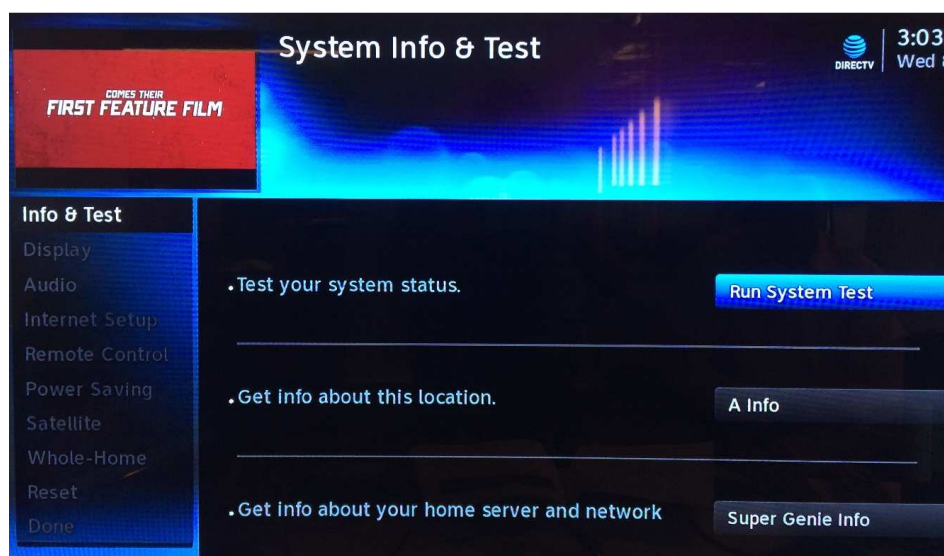 System Info & Test
DIRECTV
3:03
Wed
COMES THEIR
FIRST FEATURE FILM
Info & Test
Display
Audio
Internet Setup
Remote Control
Power Saving
Satellite
Whole-Home
Reset
Done
.Test your system status.
Run System Test
.Get info about this location.
A Info
.Get info about your home server and network
Super Genie Info